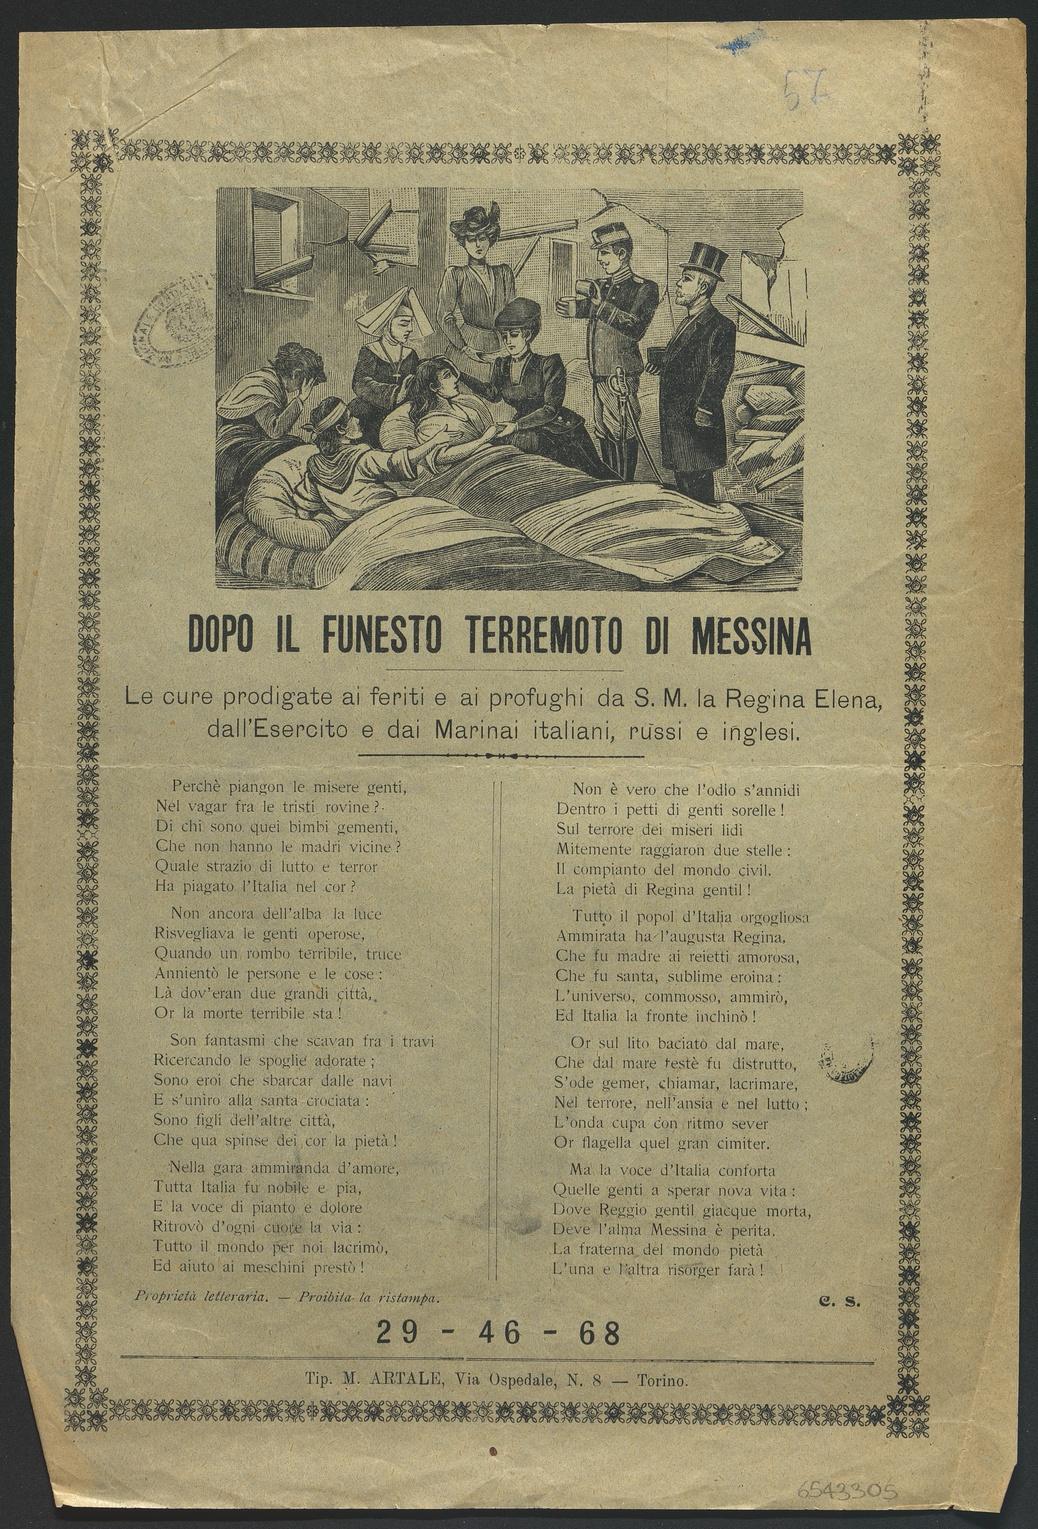 57
DOPO IL FUNESTO TERREMOTO DI MESSINA
Le cure prodigate ai feriti e ai profughi da S. M. la Regina Elena,
dall'Esercito e dai Marinai italiani, russi e inglesi.
Perchè piangon le misere genti,
Nel vagar fra le tristi rovine?
Di chi sono quei bimbi gementi,
Che non hanno le madri vicine?
Quale strazio di lutto e terror
Ha piagato l'Italia nel cor?
Non ancora dell'alba la luce
Risvegliava le genti operose,
Quando un rombo terribile, truce
Annientò le persone e le cose:
Là dov'eran due grandi città,
Or la morte terribile sta!
Son fantasmi che scavan fra i travi
Ricercando le spoglie adorate;
Sono eroi che sbarcar dalle navi
E s'uniro alla santa crociata:
Sono figli dell'altre città,
Che qua spinse dei cor la pietà!
Nella gara ammiranda d'amore,
Tutta Italia fu nobile e pia,
E la voce di pianto e dolore
Ritrovò d'ogni cuore la via:
Tutto il mondo per noi lacrimò,
Ed aiuto ai meschini prestò!
Non è vero che l'odio s'annidi
Dentro i petti di genti sorelle!
Sul terrore dei miseri lidi
Mitemente raggiaron due stelle:
Il compianto del mondo civil.
La pietà di Regina gentil!
Tutto il popol d'Italia orgogliosa
Ammirata ha l'augusta Regina,
Che fu madre ai reietti amorosa,
Che fu santa, sublime eroina:
L'universo, commosso, ammirò,
Ed Italia la fronte inchinò!
Or sul lito baciato dal mare,
Che dal mare testè fu distrutto,
S'ode gemer, chiamar, lacrimare,
Nel terrore, nell'ansia e nel lutto;
L'onda cupa con ritmo sever
Or flagella quel gran cimiter.
Ma la voce d'Italia conforta
Quelle genti a sperar nova vita:
Dove Reggio gentil giacque morta,
Deve l'alma Messina è perita.
La fraterna del mondo pietà
L'una e l'altra risorger farà!
Proprietà letteraria. — Proibita la ristampa.
C. S.
29 - 46 - 68
Tip. M. ARTALE, Via Ospedale, N. 8 — Torino.
6543305